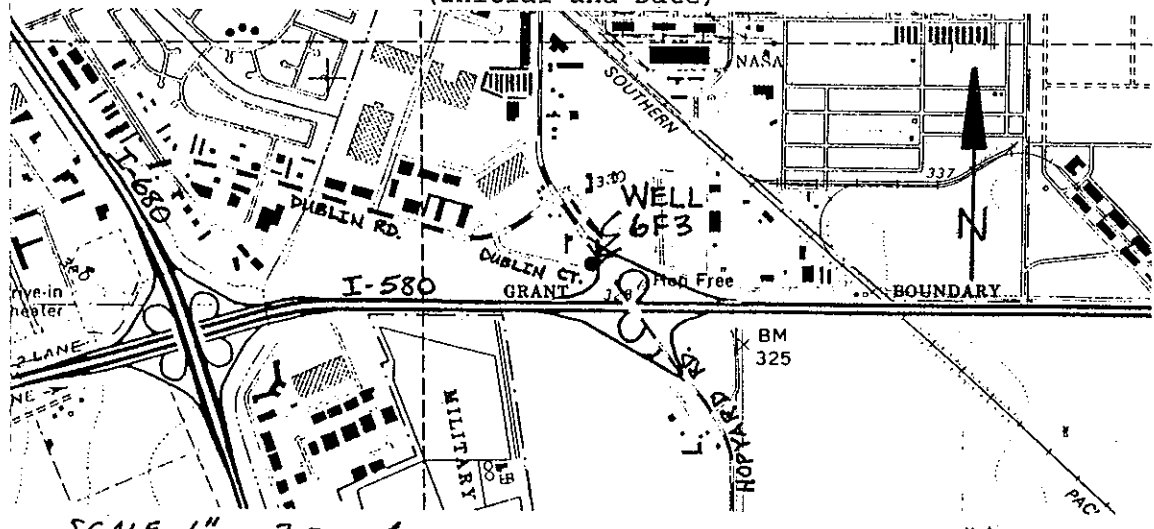 NASA
SOUTHERN
I-680
DUBLIN RD.
337
WELL
6F3
N
DUBLIN CT.
I-580
GRANT
BOUNDARY
BM
325
MILITARY
HOPYARD RD.